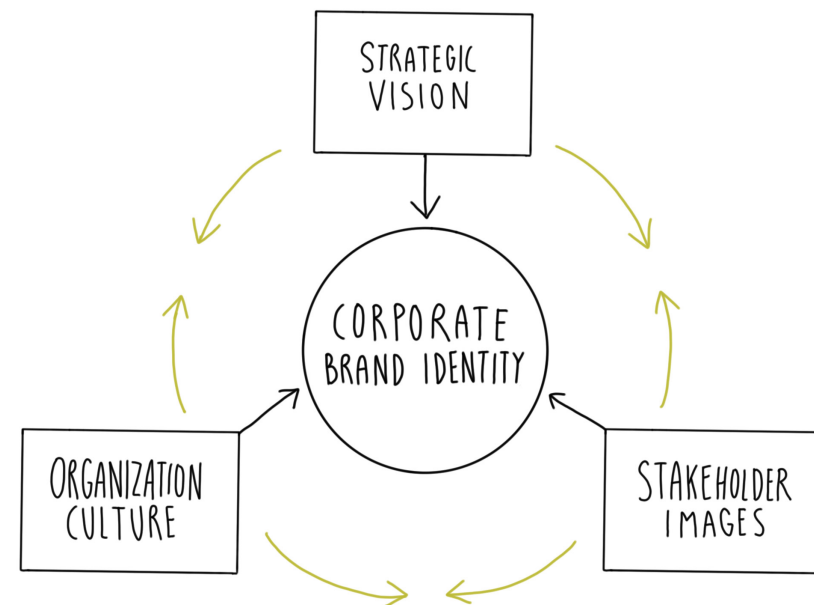 STRATEGIC
VISION
CORPORATE
BRAND IDENTITY
ORGANIZATION
CULTURE
STAKEHOLDER
IMAGES